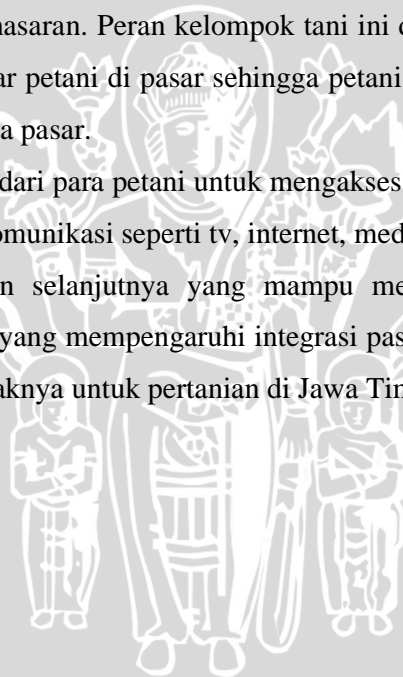 nasaran. Peran kelompok tani ini d
ar petani di pasar sehingga petani
a pasar.
dari para petani untuk mengakses
omunikasi seperti tv, internet, med
n selanjutnya yang mampu me
yang mempengaruhi integrasi pas
aknya untuk pertanian di Jawa Tin